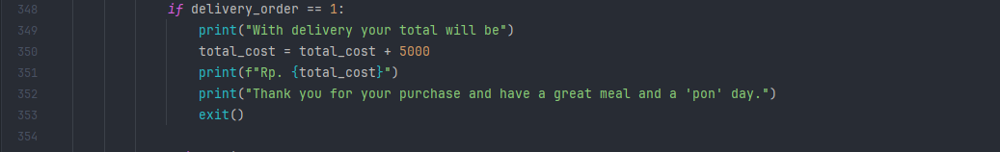 348 if delivery_order == 1:
349 print("With delivery your total will be")
350 total_cost = total_cost + 5000
351 print(f"Rp. {total_cost}")
352 print("Thank you for your purchase and have a great meal and a 'pon' day.")
353 exit()
354